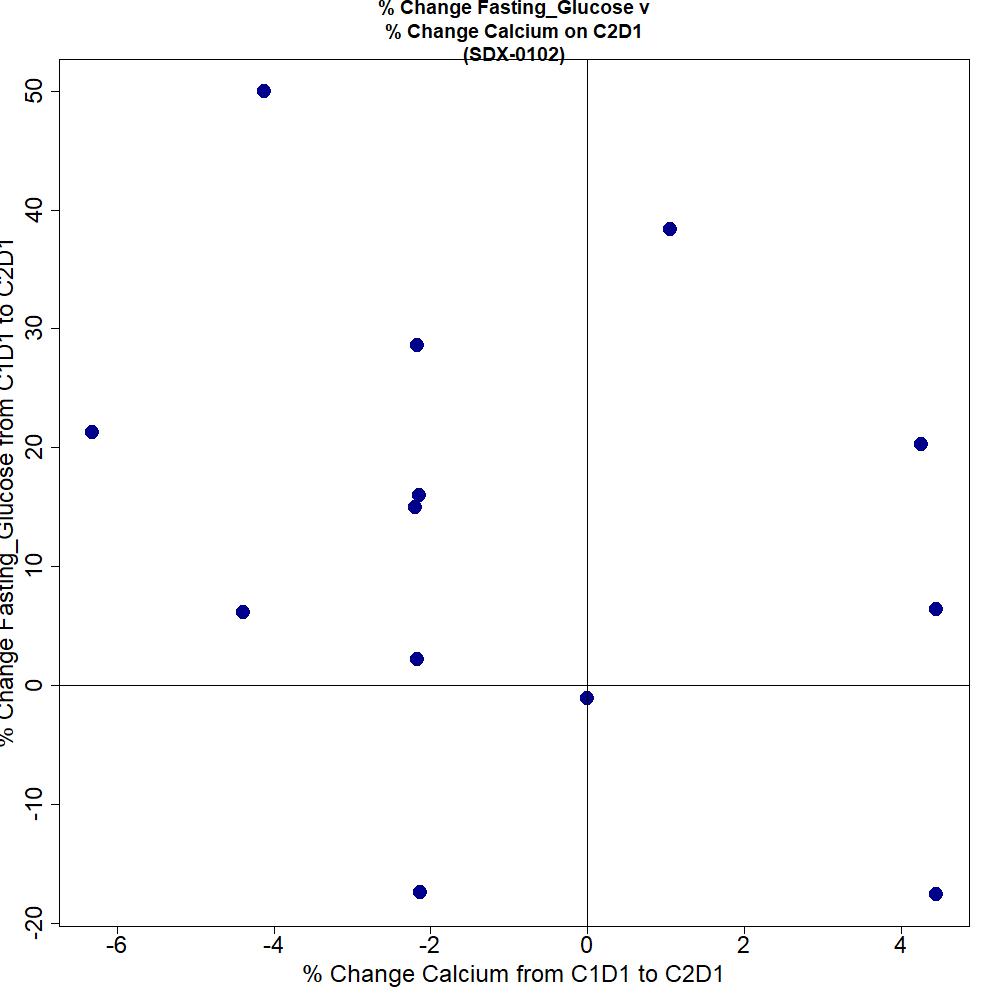 % Change Fasting_Glucose v
% Change Calcium on C2D1
(SDX-0102)
% Change Fasting_Glucose from C1D1 to C2D1
50
40
30
20
10
0
-10
-20
-6
-4
-2
0
2
4
% Change Calcium from C1D1 to C2D1